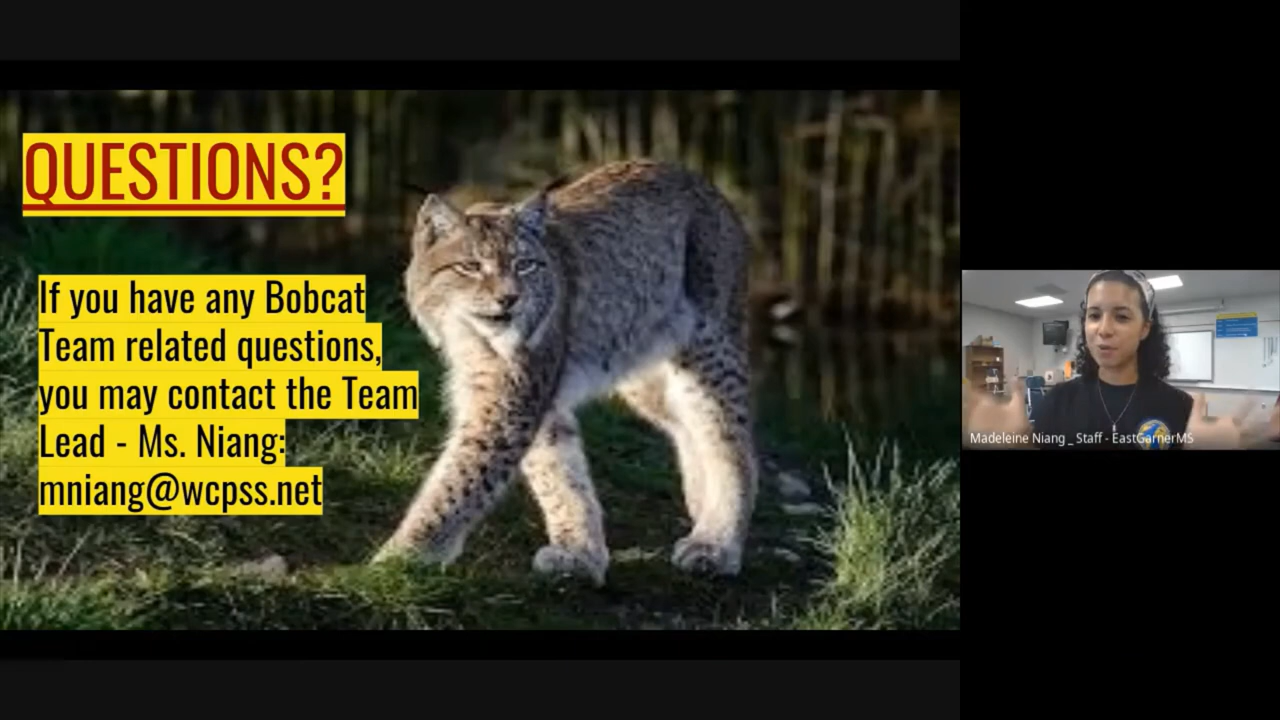 QUESTIONS?
If you have any Bobcat
Team related questions,
you may contact the Team
Lead - Ms. Niang:
mniang@wcpss.net
Madeleine Niang _ Staff - EastGarnerMS